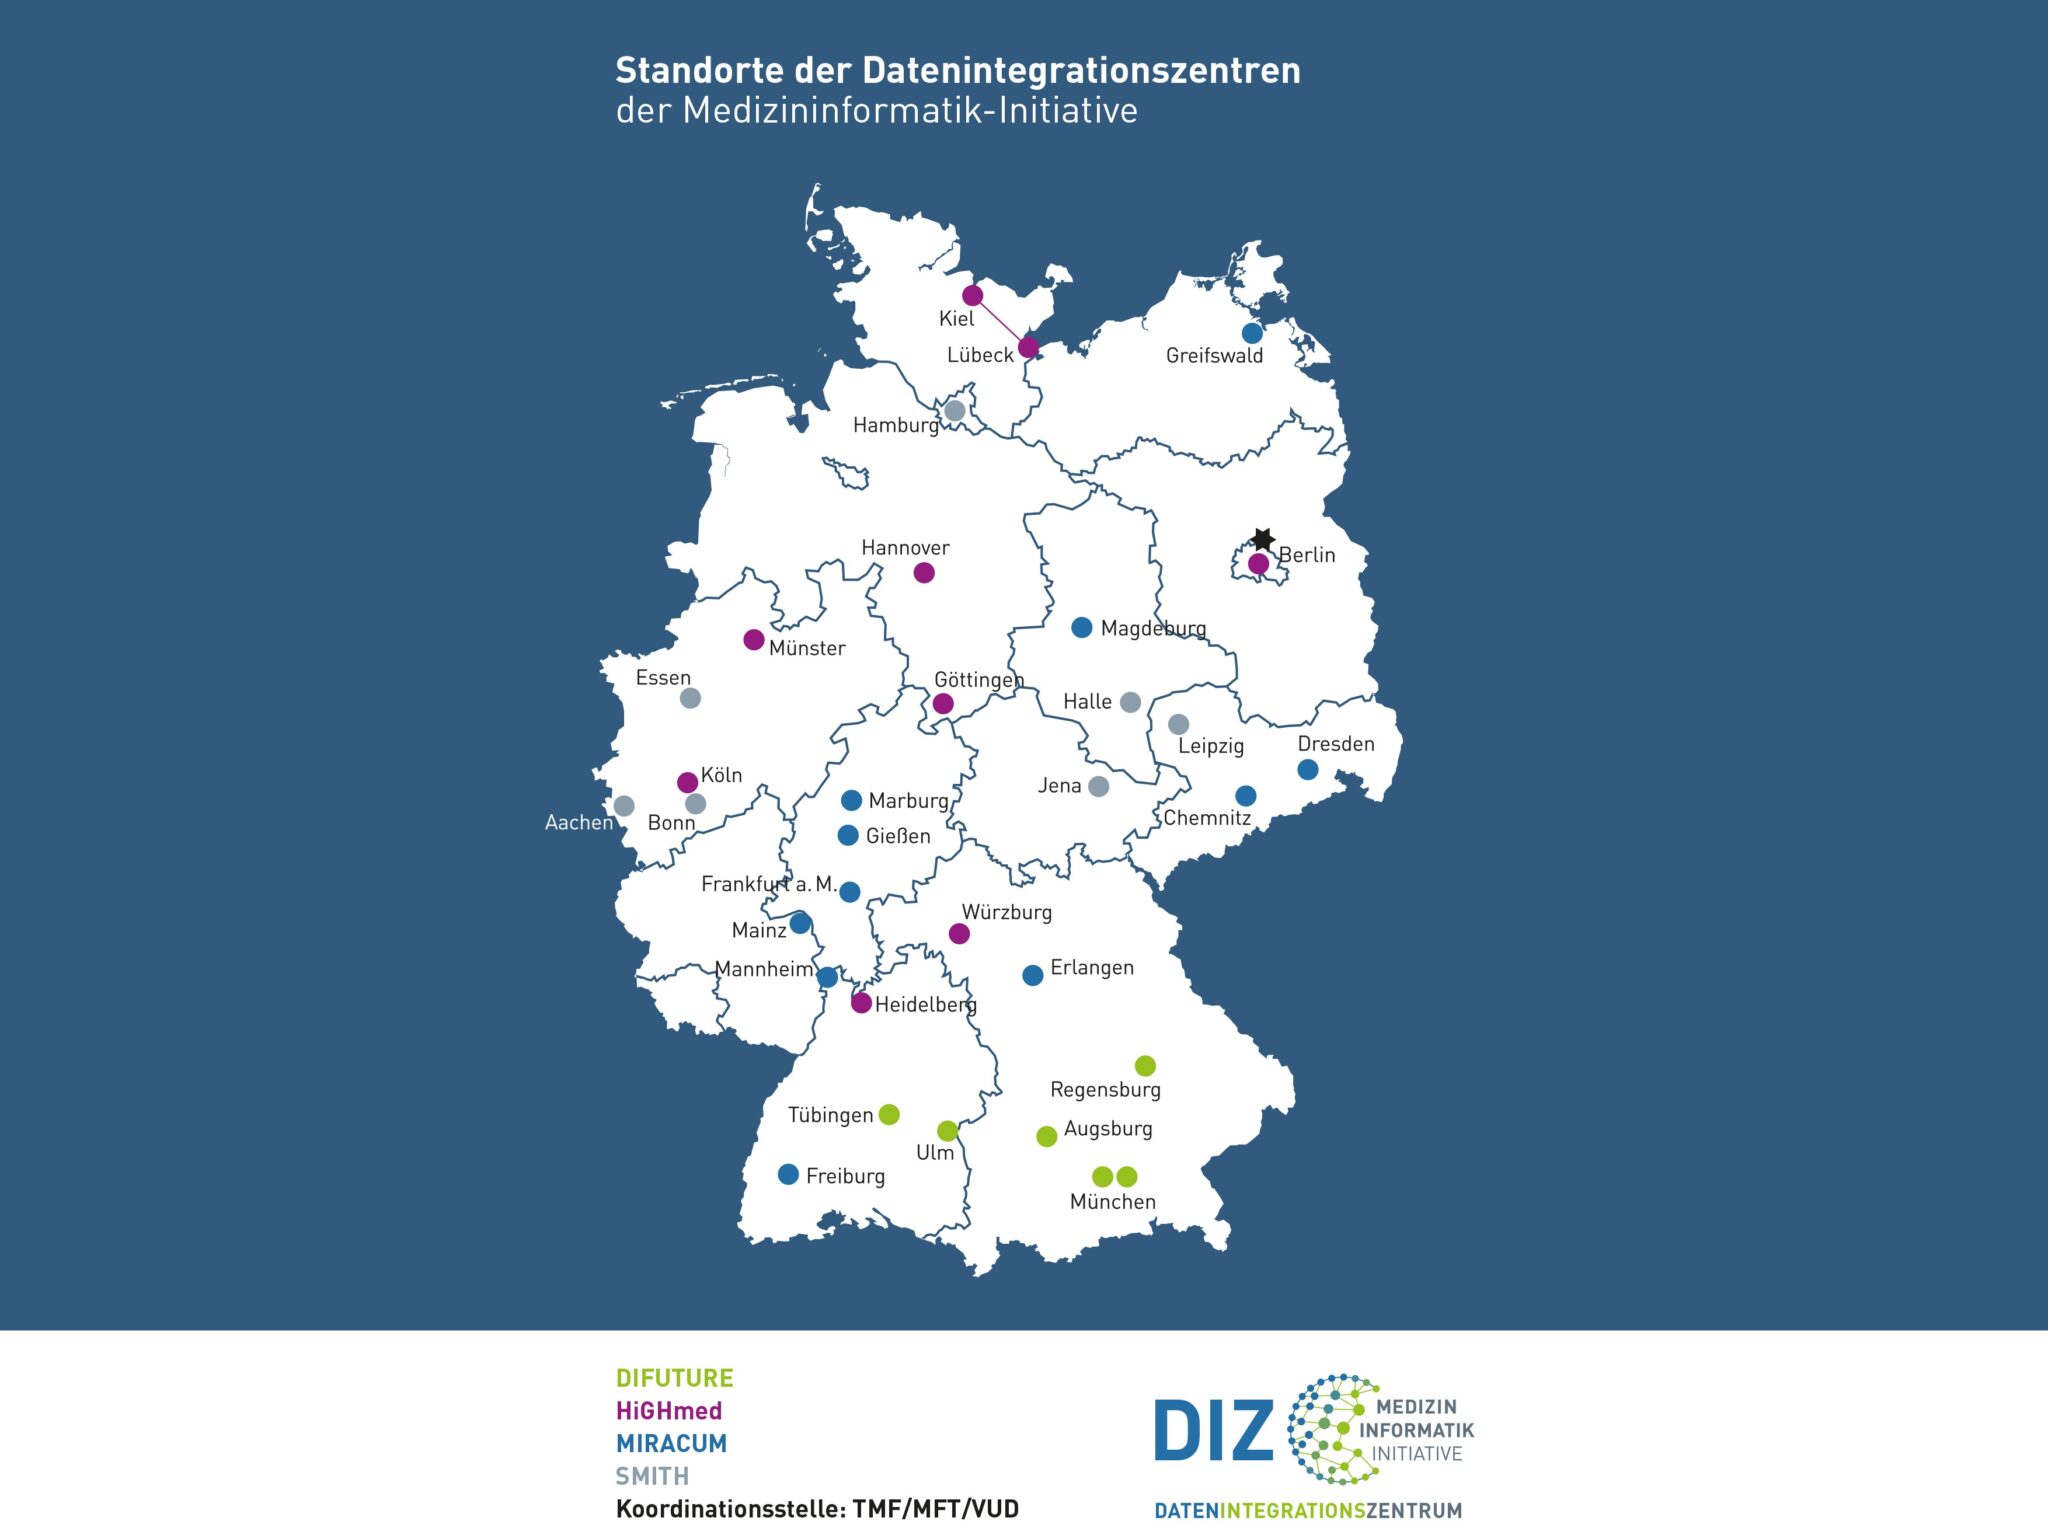 Standorte der Datenintegrationszentren
der Medizininformatik-Initiative
Kiel
Lübeck
Greifswald
Hamburg
Hannover
Berlin
Magdeburg
Münster
Essen
Göttingen
Halle
Leipzig
Dresden
Köln
Jena
Marburg
Chemnitz
Aachen
Bonn
Gießen
Frankfurt a. M.
Würzburg
Mainz
Mannheim
Erlangen
Heidelberg
Regensburg
Tübingen
Augsburg
Ulm
Freiburg
München
DIFUTURE
HiGHmed
MIRACUM
SMITH
Koordinationsstelle: TMF/MFT/VUD
DIZ
MEDIZIN
INFORMATIK
INITIATIVE
DATENINTEGRATIONSZENTRUM